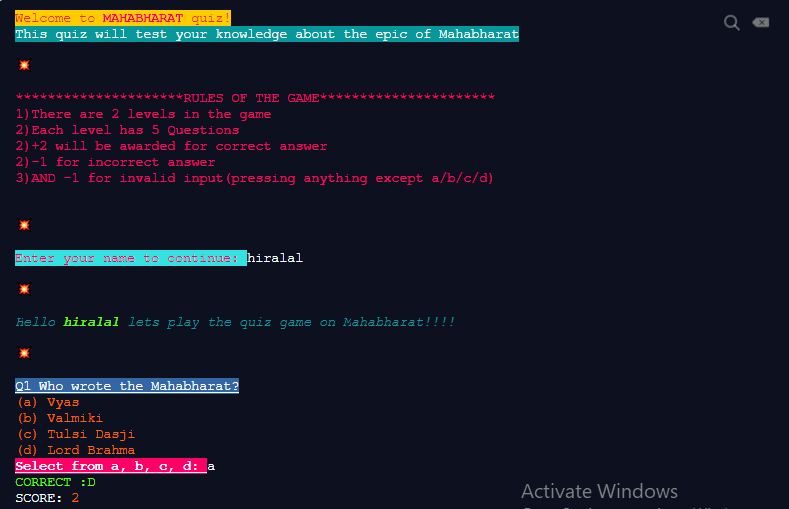 Welcome to MAHABHARAT quiz!
This quiz will test your knowledge about the epic of Mahabharat
*********************RULES OF THE GAME**********************
1)There are 2 levels in the game
2)Each level has 5 Questions
2)+2 will be awarded for correct answer
2)-1 for incorrect answer
3)AND -1 for invalid input(pressing anything except a/b/c/d)
Enter your name to continue: hiralal
Hello hiralal lets play the quiz game on Mahabharat!!!!
Q1 Who wrote the Mahabharat?
(a) Vyas
(b) Valmiki
(c) Tulsi Dasji
(d) Lord Brahma
Select from a, b, c, d: a
CORRECT :D
SCORE: 2
Activate Windows